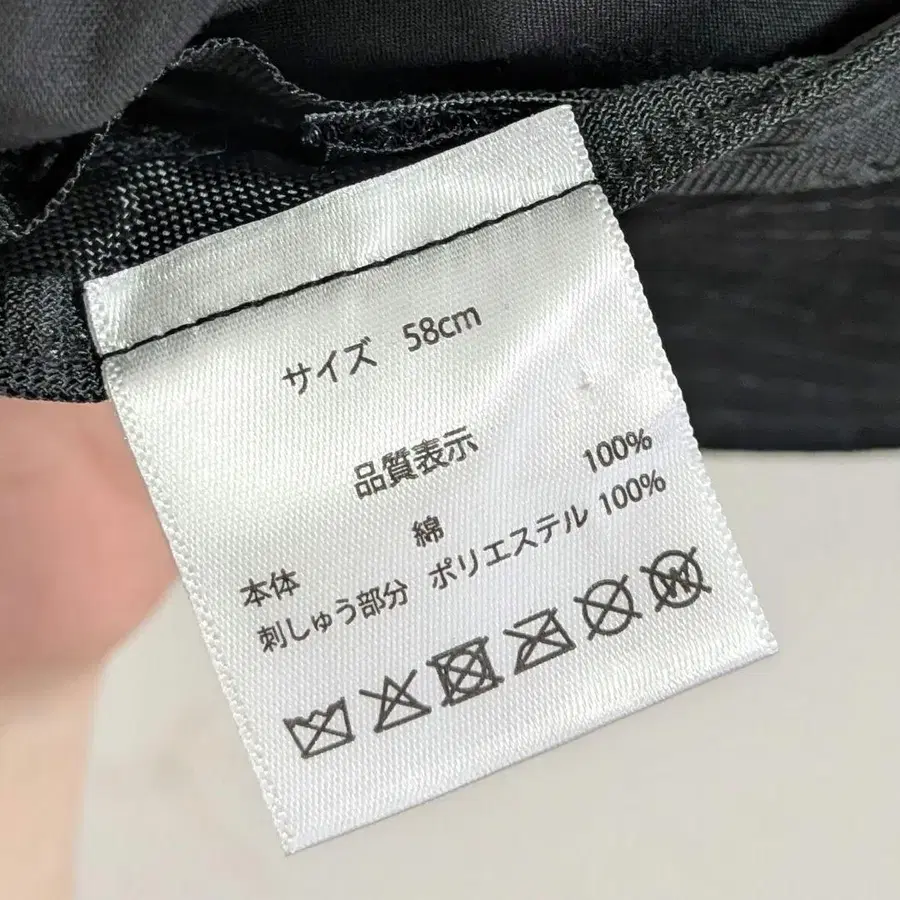 サイズ 58cm
品質表示
本体 綿 100%
刺しゅう部分 ポリエステル 100%